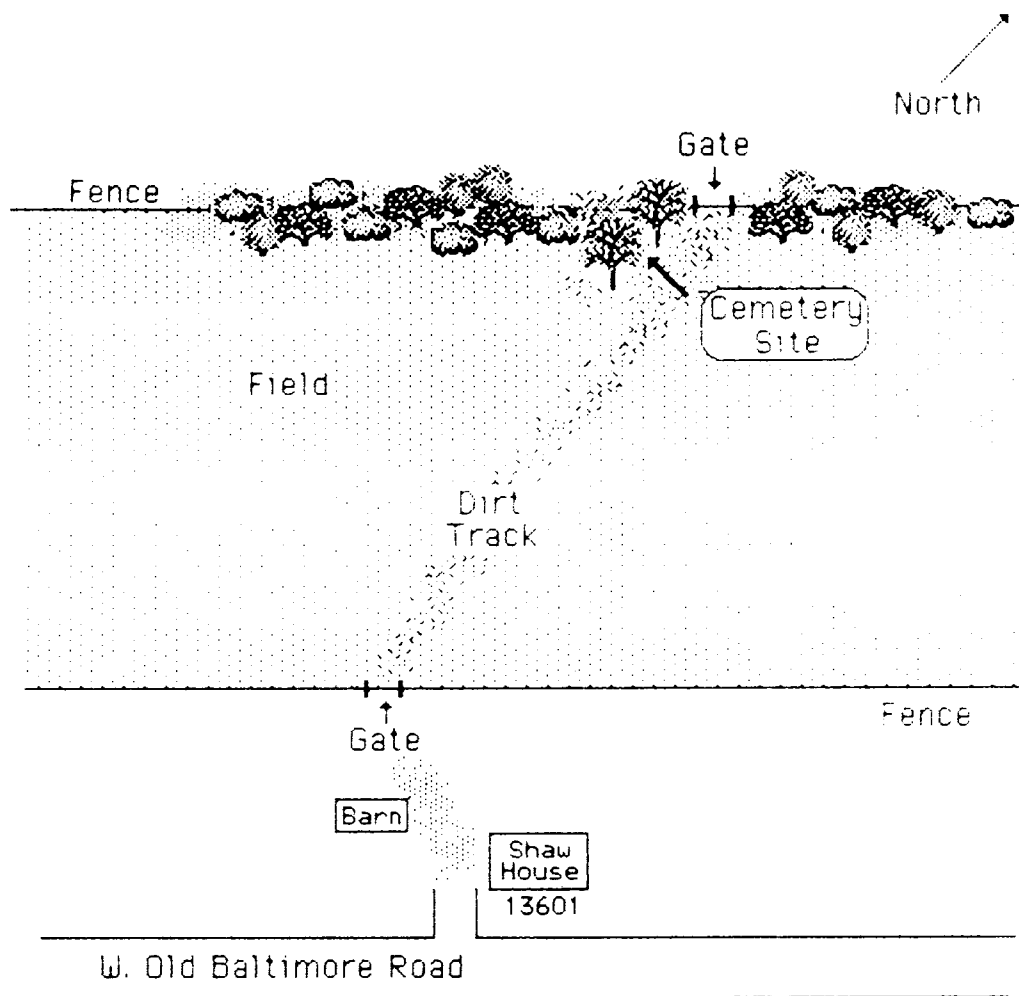 North
Gate
Fence
Cemetery
Site
Field
Dirt
Track
Fence
Gate
Barn
Shaw
House
13601
W. Old Baltimore Road